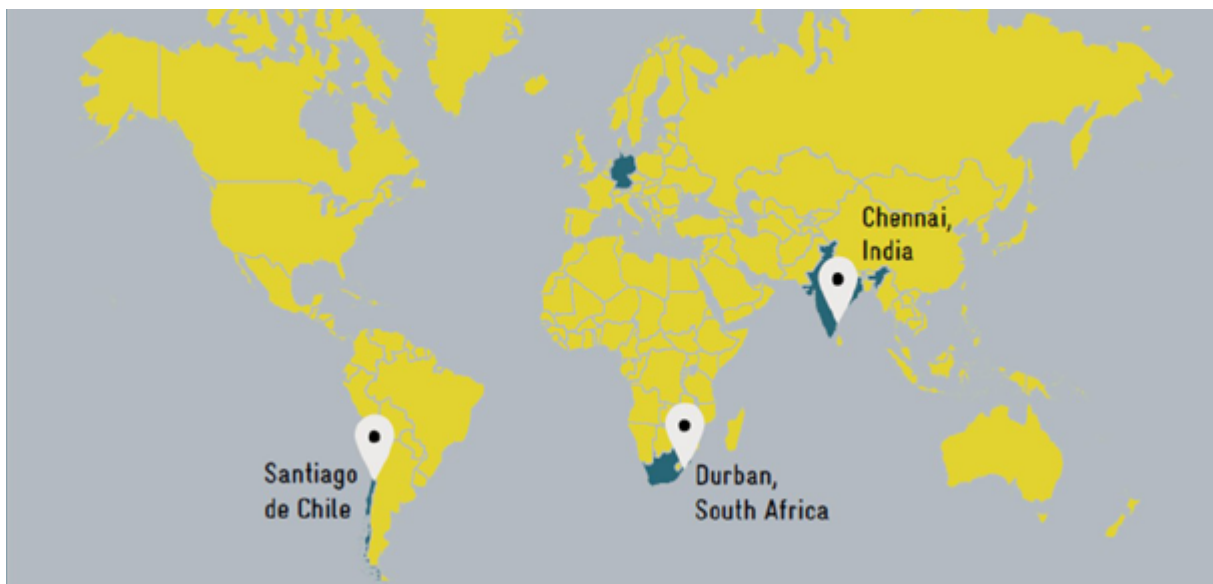 Chennai,
India
Santiago
de Chile
Durban,
South Africa